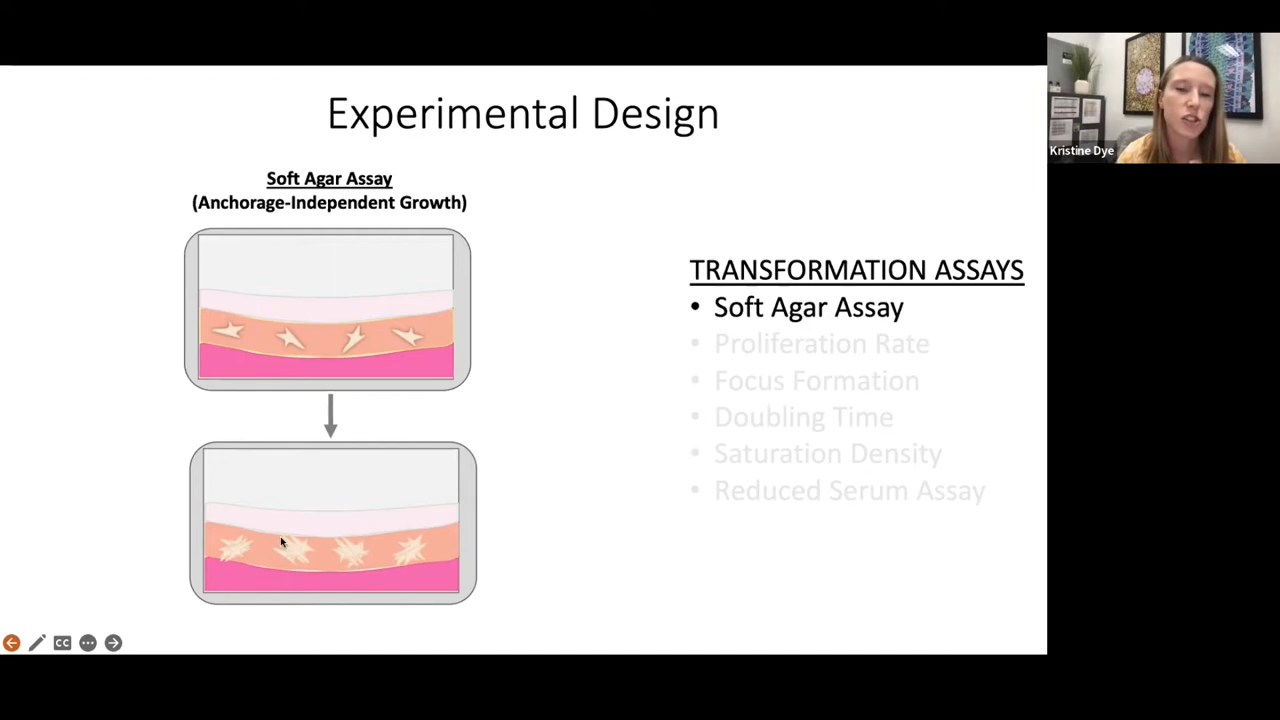 Experimental Design
Soft Agar Assay
(Anchorage-Independent Growth)
TRANSFORMATION ASSAYS
• Soft Agar Assay
• Proliferation Rate
• Focus Formation
• Doubling Time
• Saturation Density
• Reduced Serum Assay
Kristine Dye
CC